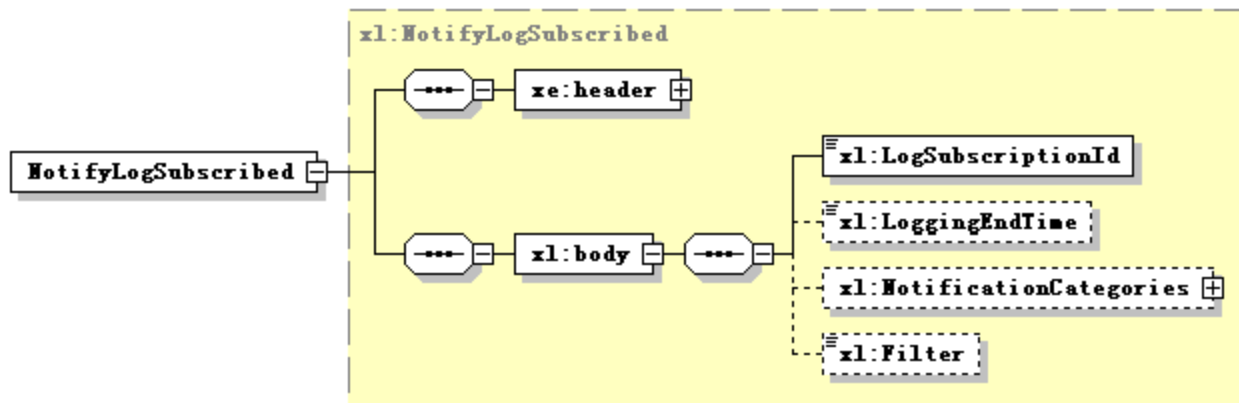 xl:NotifyLogSubscribed
xe:header
NotifyLogSubscribed
xl:LogSubscriptionId
xl:LoggingEndTime
xl:body
xl:NotificationCategories
xl:Filter